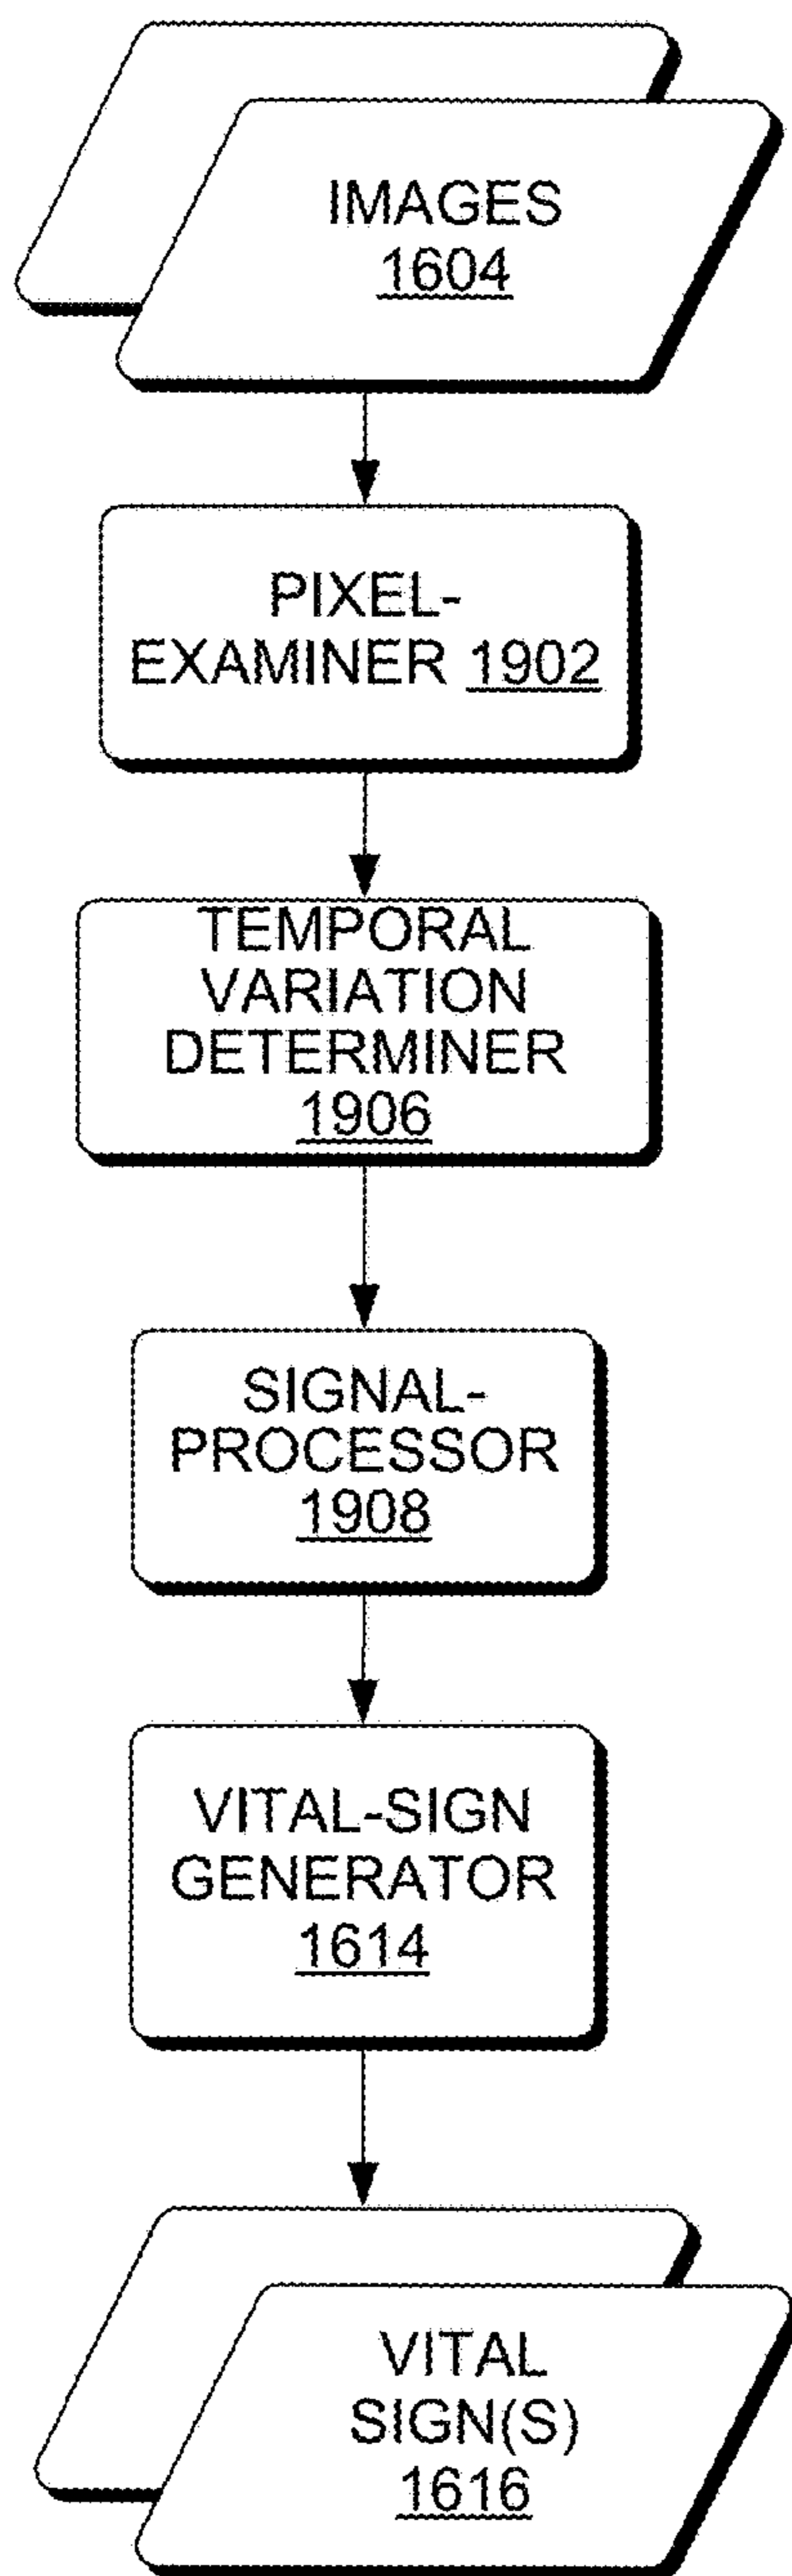 IMAGES
1604
PIXEL-
EXAMINER 1902
TEMPORAL
VARIATION
DETERMINER
1906
SIGNAL-
PROCESSOR
1908
VITAL-SIGN
GENERATOR
1614
VITAL
SIGN(S)
1616